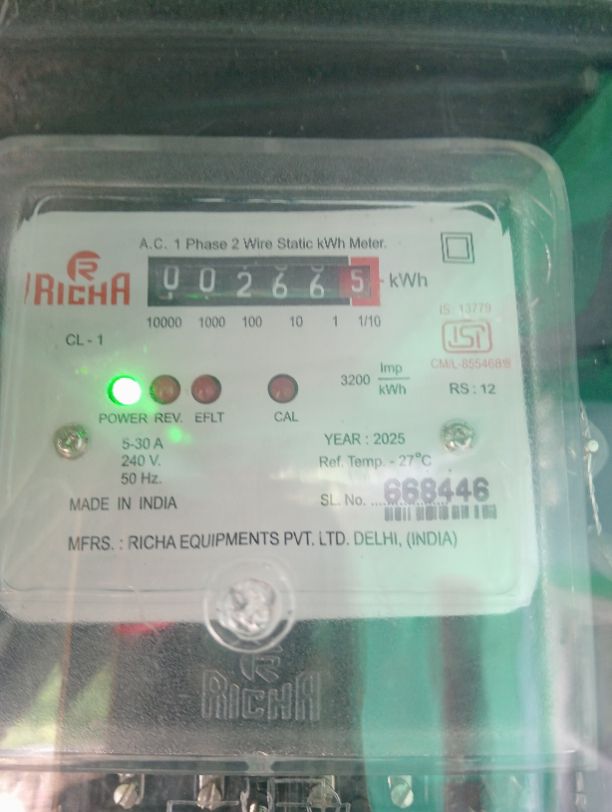 A.C. 1 Phase 2 Wire Static kWh Meter.
RICHA
002665 kWh
10000 1000 100 10 1 1/10
IS: 13779
ISI
CL - 1
3200 Imp
kWh
RS : 12
POWER REV. EFLT CAL
5-30 A
240 V.
50 Hz.
YEAR : 2025
Ref. Temp. - 27°C
MADE IN INDIA
SL. No. 668446
MFRS. : RICHA EQUIPMENTS PVT. LTD. DELHI, (INDIA)
RICHA